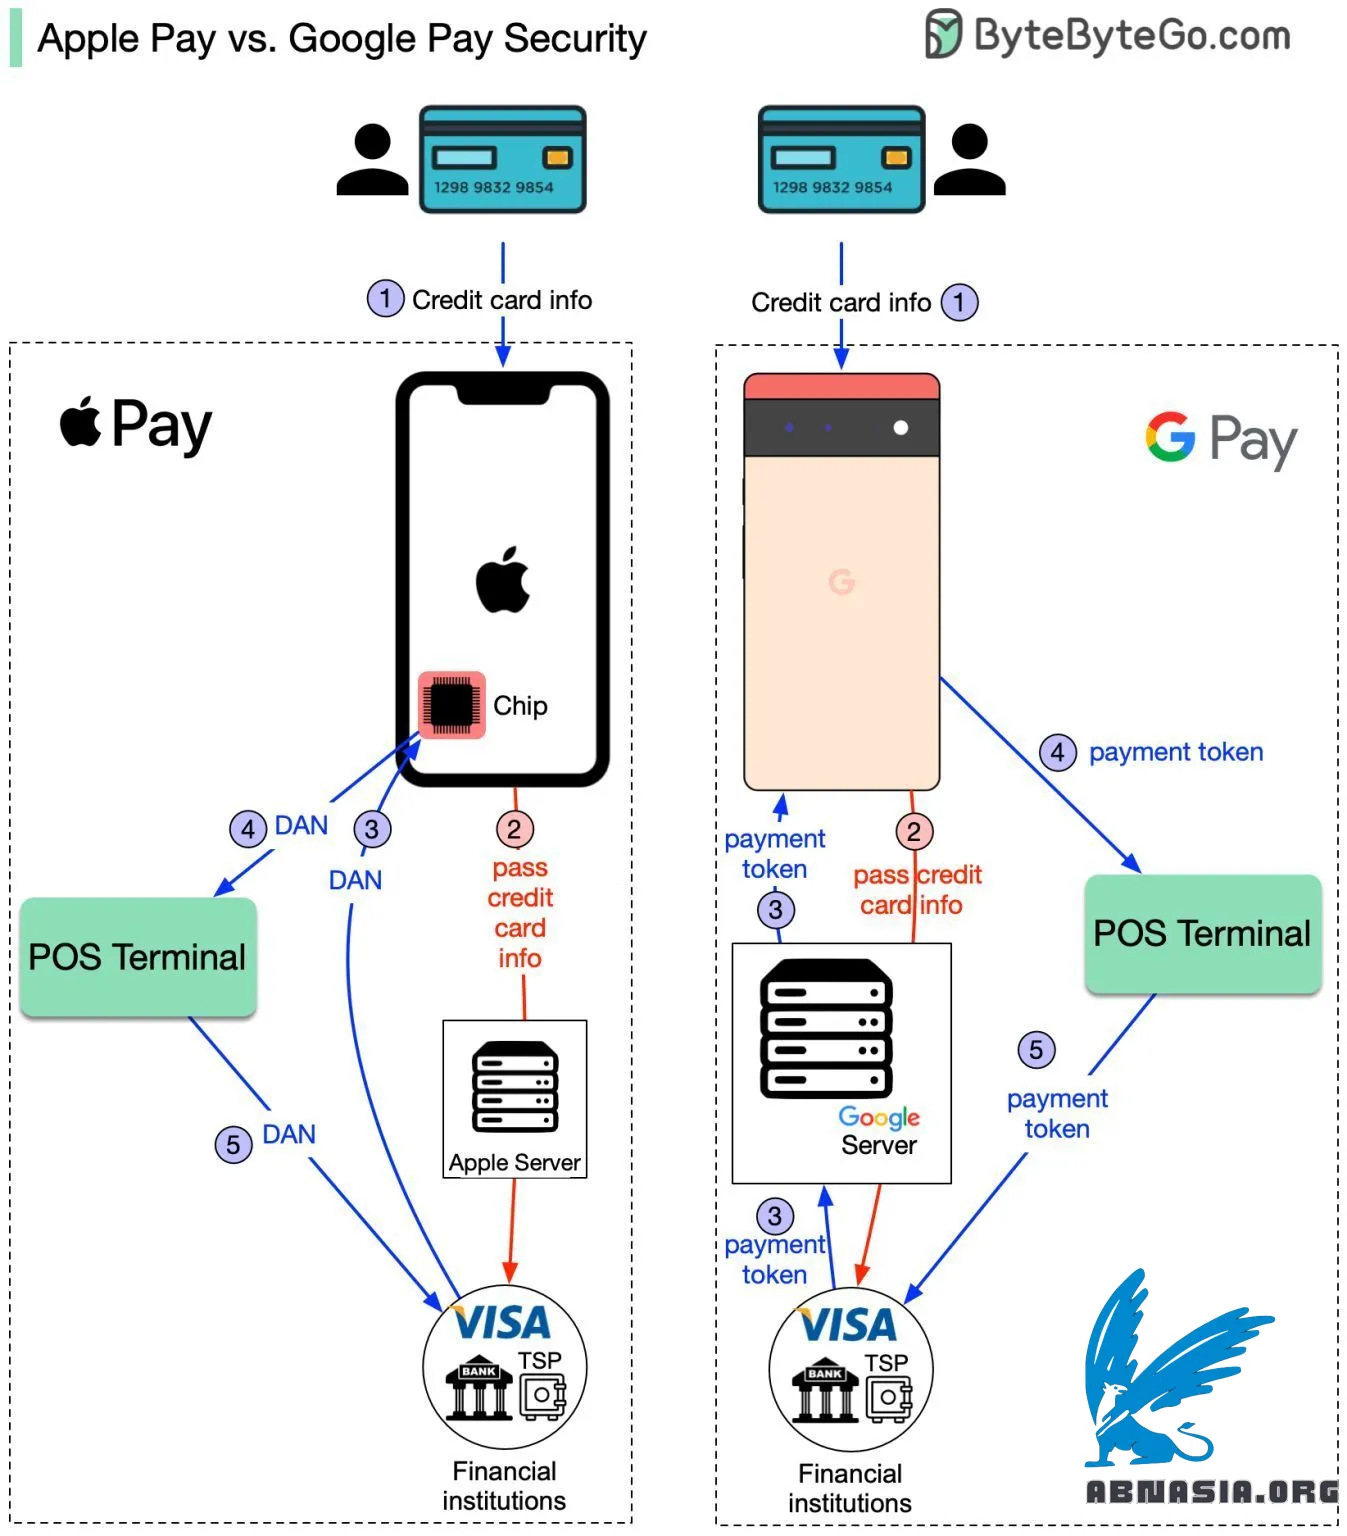 Apple Pay vs. Google Pay Security
ByteByteGo.com
1298 9832 9854
1298 9832 9854
1 Credit card info
Credit card info 1
Pay
G Pay
G
Chip
4 DAN
3
DAN
2
pass
credit
card
info
POS Terminal
5 DAN
Apple Server
VISA
BANK
TSP
Financial
institutions
4 payment token
payment
token
3
2
pass credit
card info
POS Terminal
Google
Server
5
payment
token
3
payment
token
VISA
BANK
TSP
Financial
institutions
ABNASIA.ORG